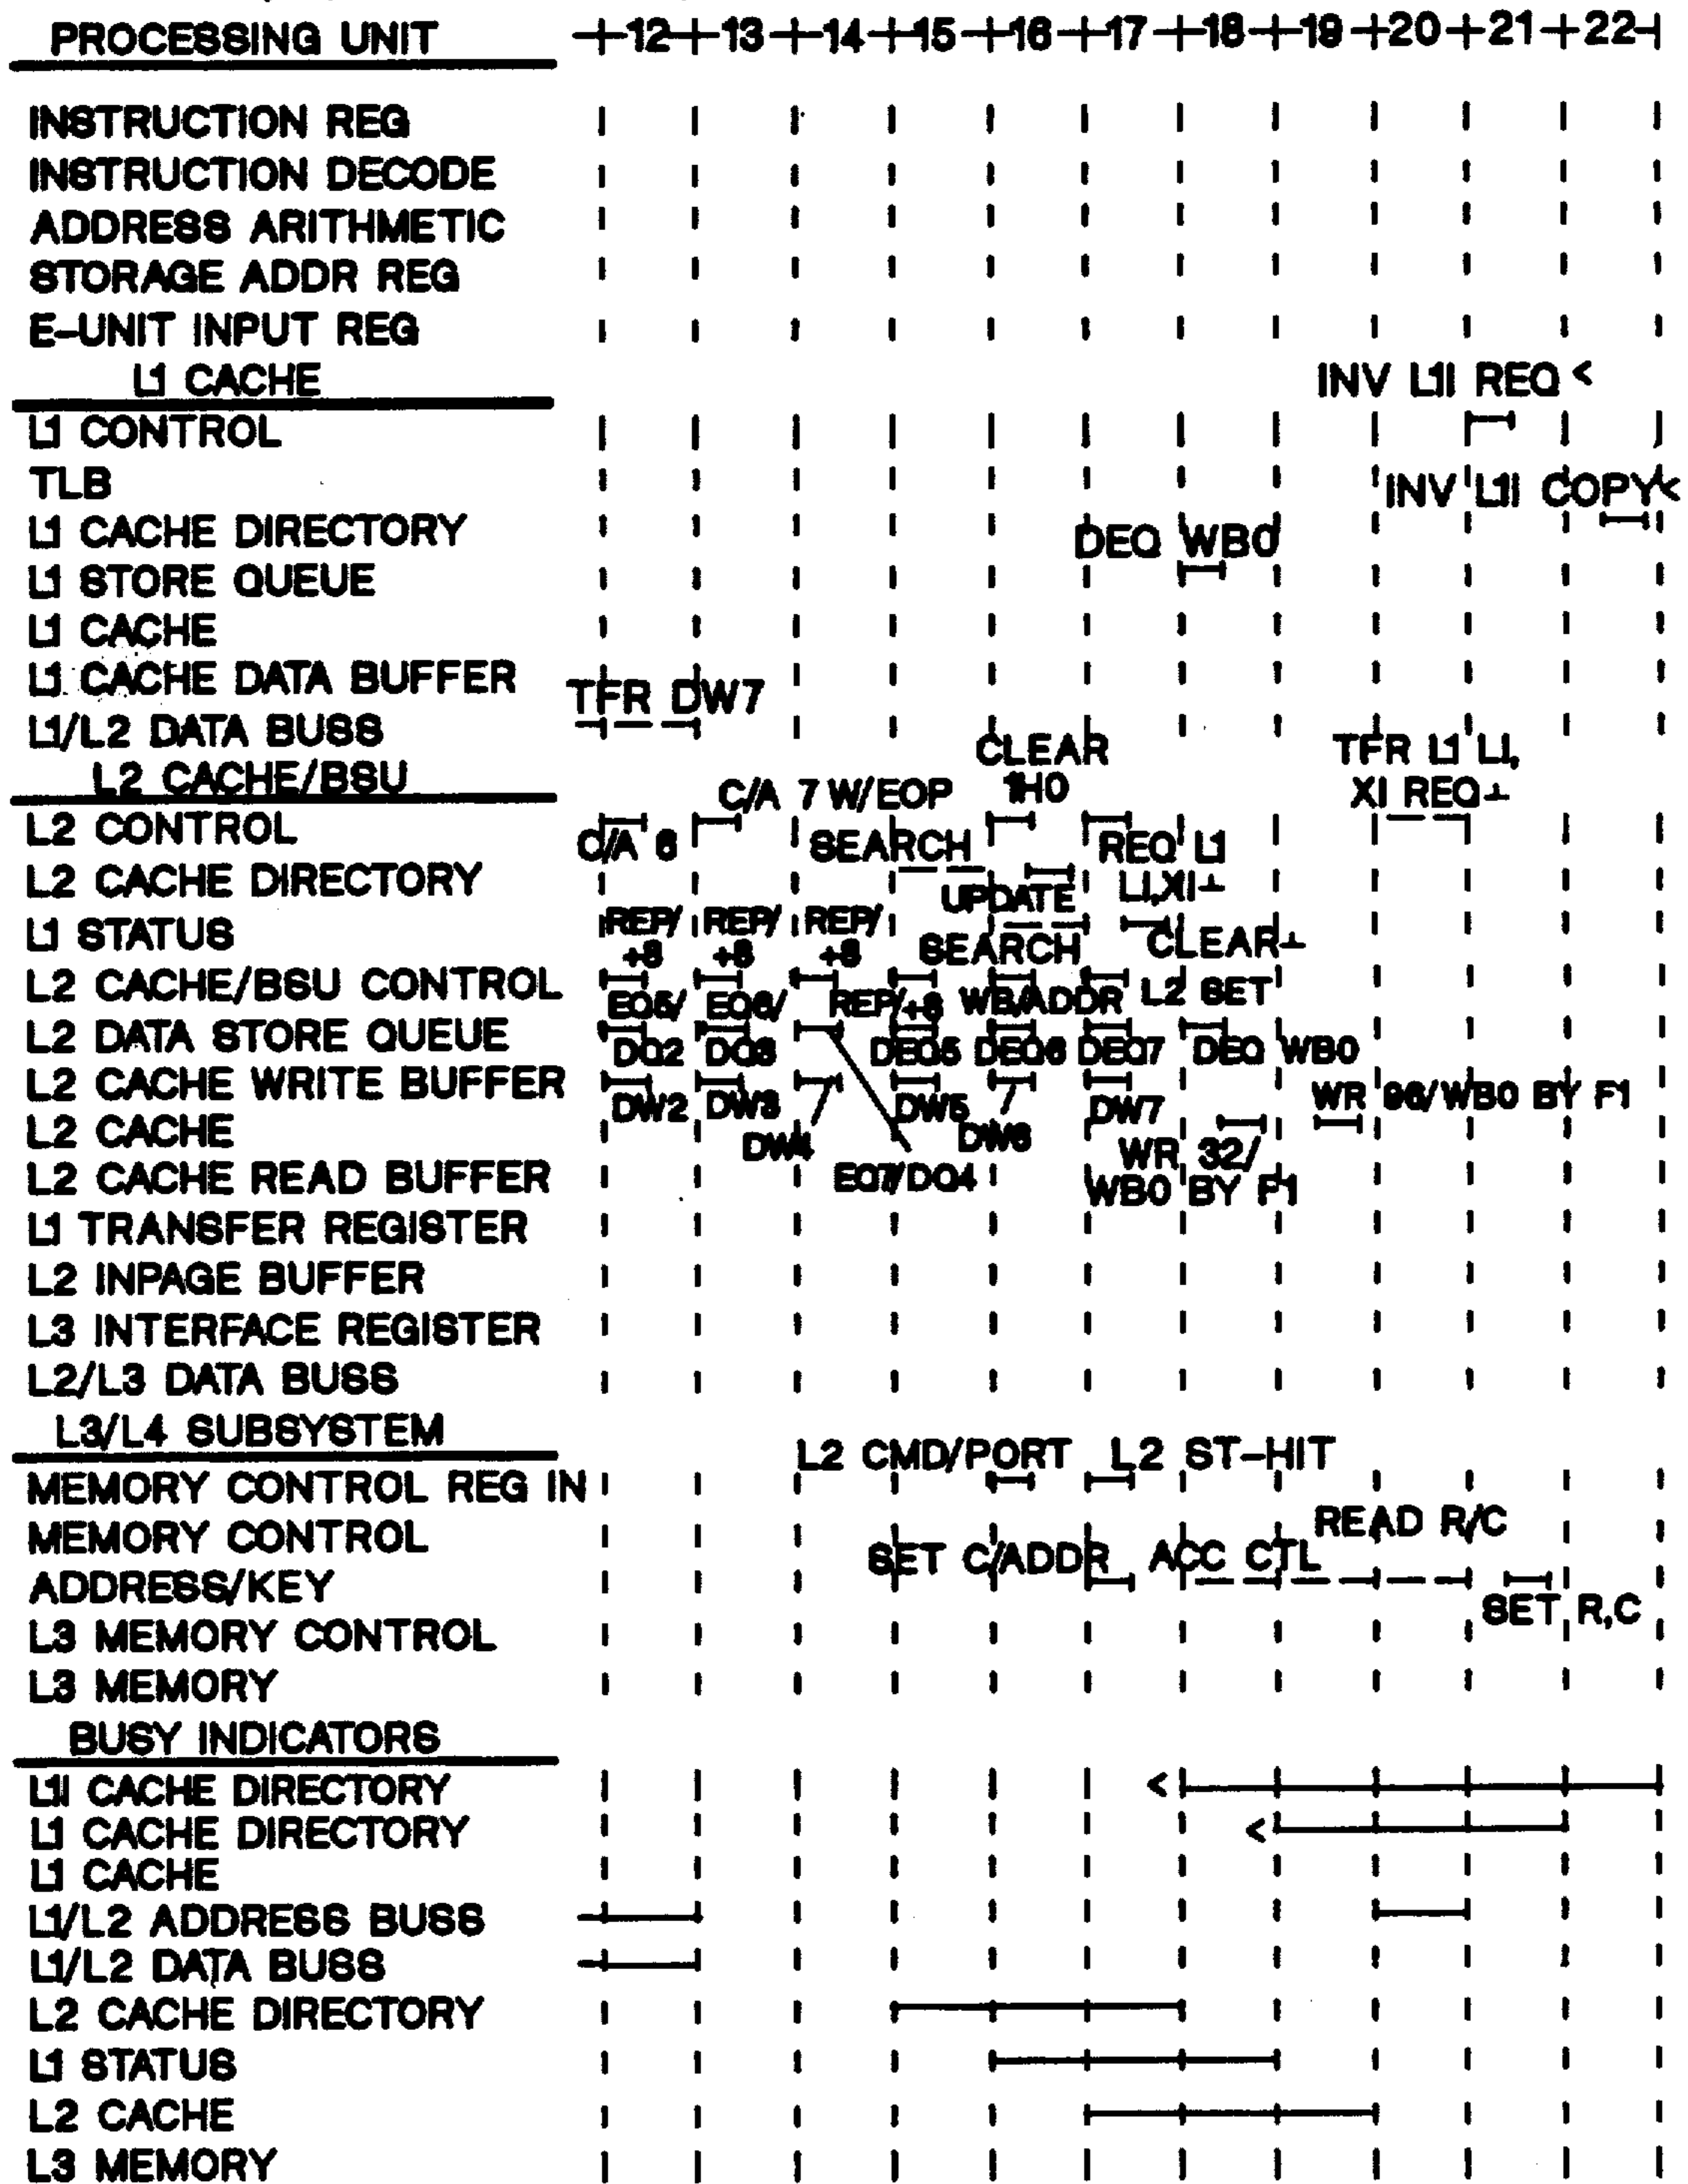 PROCESSING UNIT +12+13+14+15+16+17+18+19+20+21+22+
INSTRUCTION REG
INSTRUCTION DECODE
ADDRESS ARITHMETIC
STORAGE ADDR REG
E-UNIT INPUT REG
L1 CACHE INV L1I REQ <
L1 CONTROL
TLB INV L1I COPY<
L1 CACHE DIRECTORY DEQ WB0
L1 STORE QUEUE
L1 CACHE
L1 CACHE DATA BUFFER TFR DW7
L1/L2 DATA BUSS CLEAR TFR L1 LI,
L2 CACHE/BSU C/A 7 W/EOP 1H0 XI REQ⊥
L2 CONTROL C/A 6 SEARCH REQ L1
L2 CACHE DIRECTORY UPDATE LI,XI⊥
L1 STATUS REP/ +8 REP/ +8 REP/ +8 SEARCH CLEAR⊥
L2 CACHE/BSU CONTROL EQ5/ EQ6/ REP/+8 WB/ADDR L2 SET
L2 DATA STORE QUEUE DQ2 DQ3 DEQ5 DEQ6 DEQ7 DEQ WB0
L2 CACHE WRITE BUFFER DW2 DW3 DW5 DW7 WR 96/WB0 BY F1
L2 CACHE DW4 DW6 WR 32/
L2 CACHE READ BUFFER EQ7/DQ4 WB0 BY F1
L1 TRANSFER REGISTER
L2 INPAGE BUFFER
L3 INTERFACE REGISTER
L2/L3 DATA BUSS
L3/L4 SUBSYSTEM L2 CMD/PORT L2 ST-HIT
MEMORY CONTROL REG IN
MEMORY CONTROL SET C/ADDR ACC CTL READ R/C
ADDRESS/KEY SET R,C
L3 MEMORY CONTROL
L3 MEMORY
BUSY INDICATORS
L1I CACHE DIRECTORY <
L1 CACHE DIRECTORY <
L1 CACHE
L1/L2 ADDRESS BUSS
L1/L2 DATA BUSS
L2 CACHE DIRECTORY
L1 STATUS
L2 CACHE
L3 MEMORY